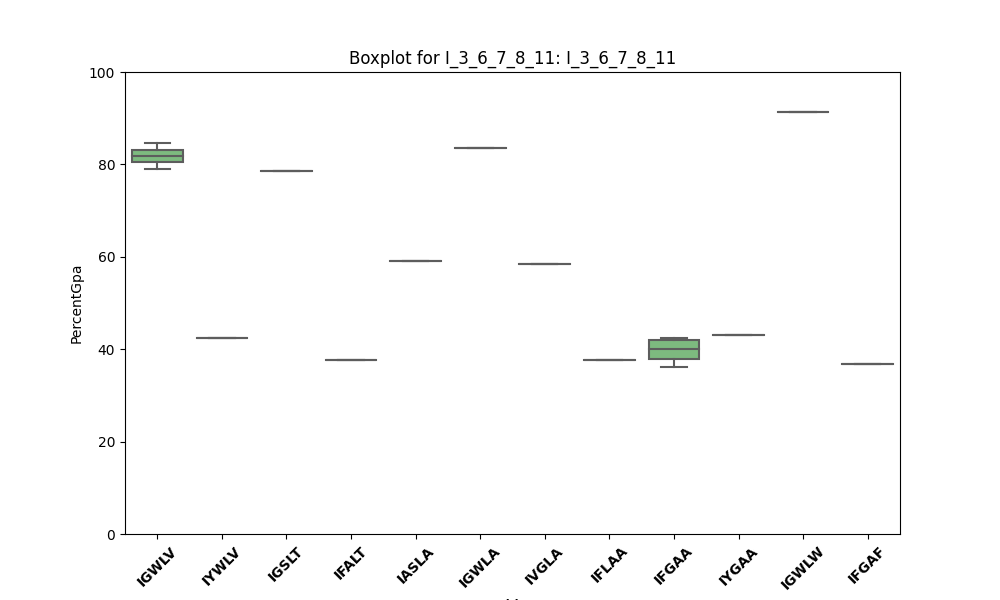 Boxplot for I_3_6_7_8_11: I_3_6_7_8_11
PercentGpa
100
80
60
40
20
0
IGWLV
IYWLV
IGSLT
IFALT
IASLA
IGWLA
IVGLA
IFLAA
IFGAA
IYGAA
IGWLW
IFGAF